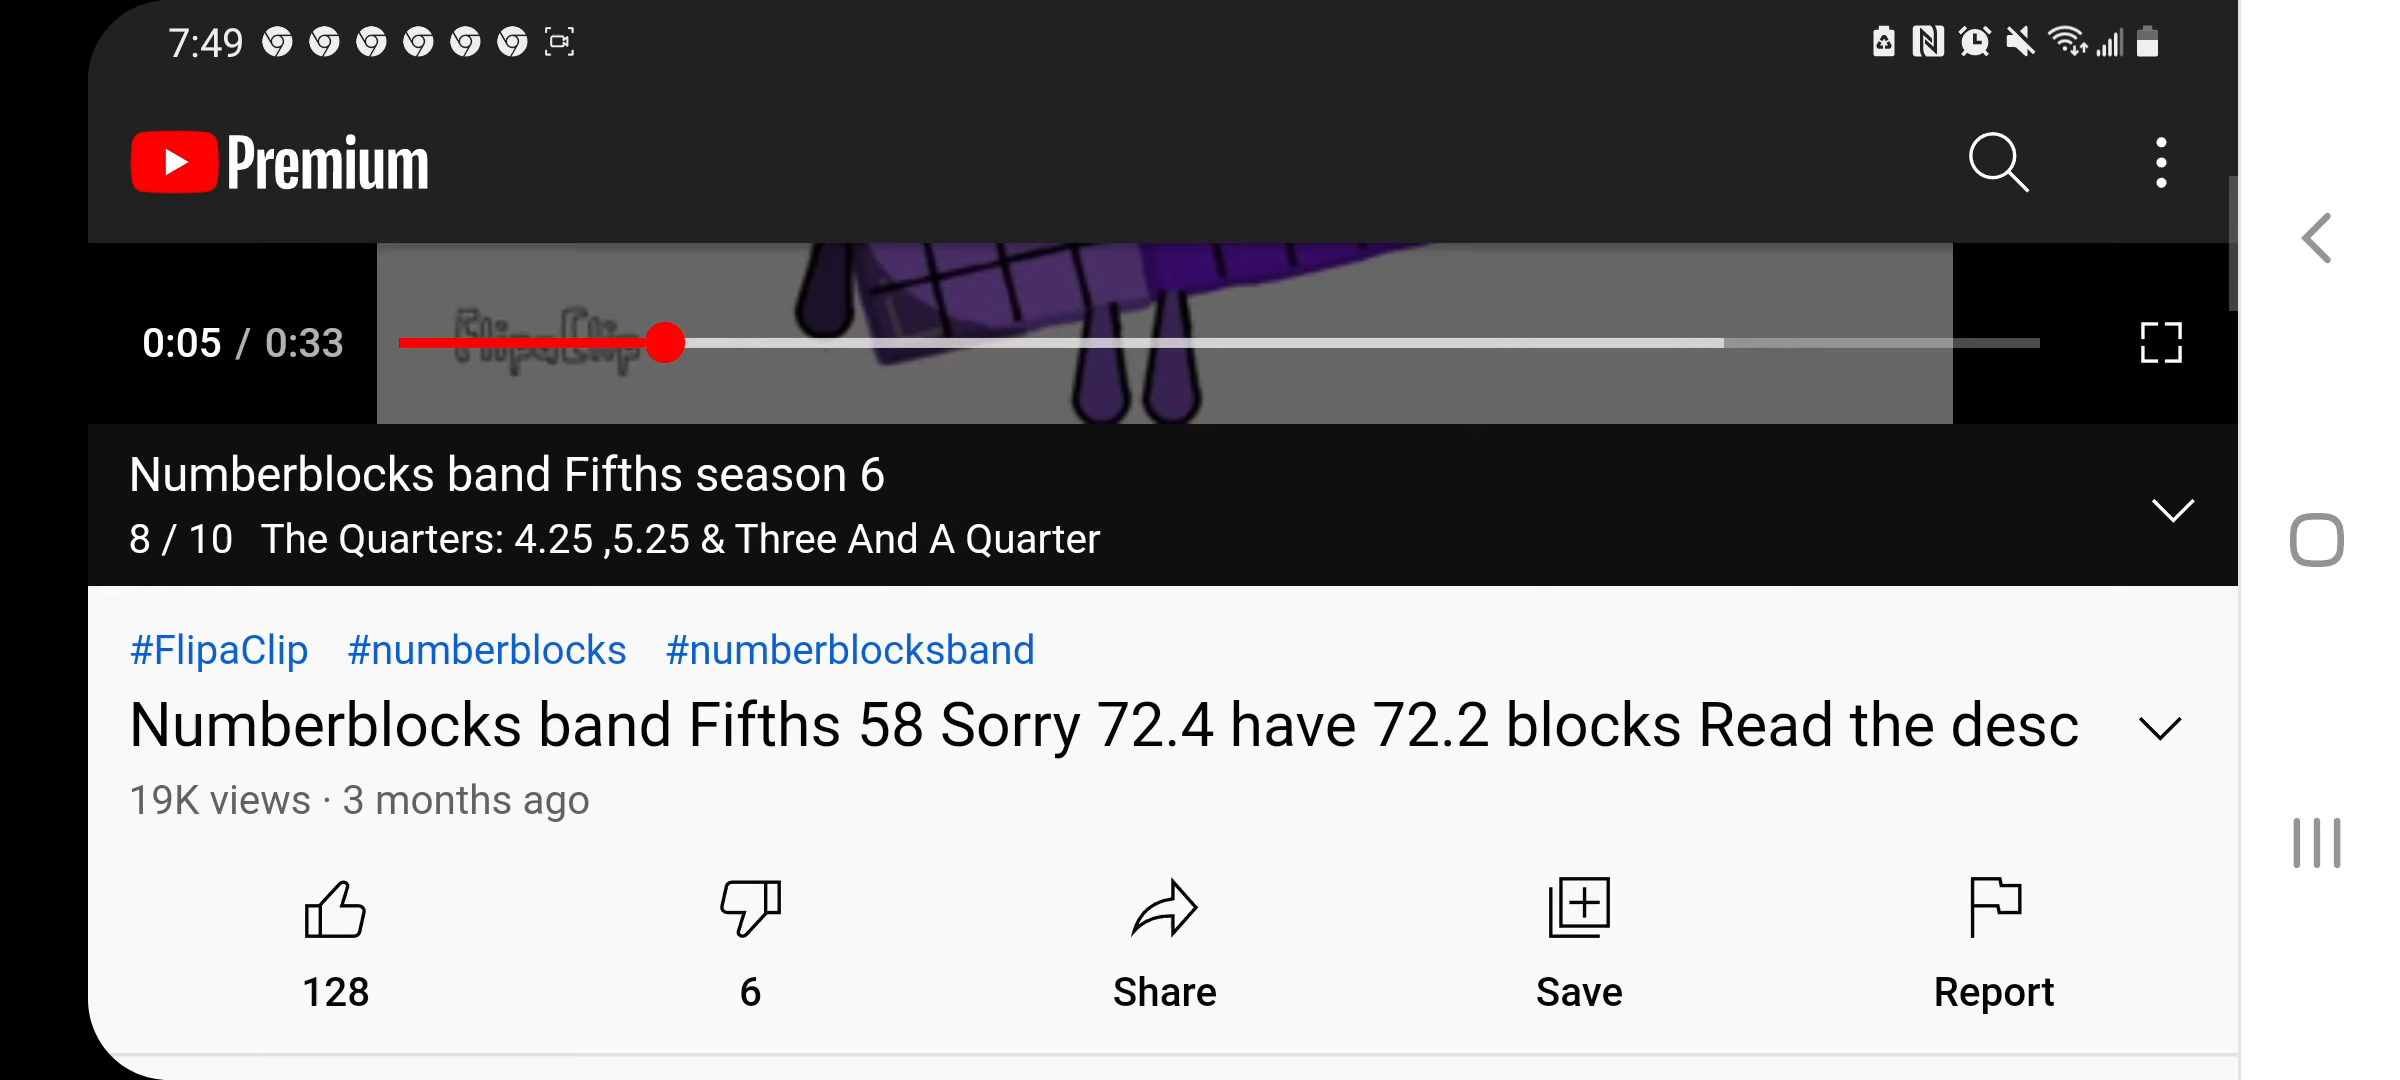 7:49
Premium
FlipaClip
0:05 / 0:33
Numberblocks band Fifths season 6
8 / 10 The Quarters: 4.25 ,5.25 & Three And A Quarter
#FlipaClip #numberblocks #numberblocksband
Numberblocks band Fifths 58 Sorry 72.4 have 72.2 blocks Read the desc
19K views · 3 months ago
128 6 Share Save Report